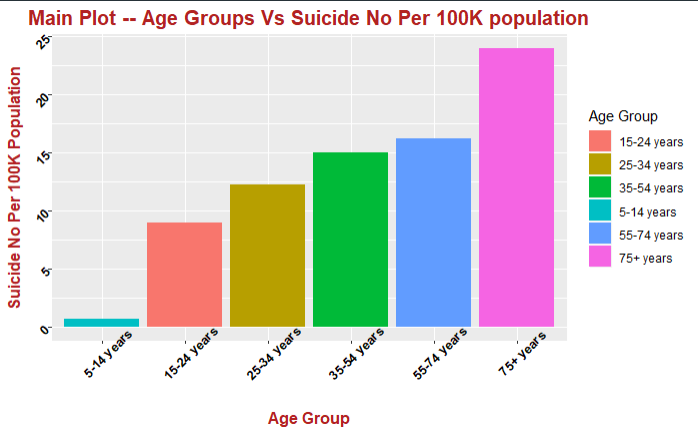 Main Plot -- Age Groups Vs Suicide No Per 100K population
Suicide No Per 100K Population
25
20
15
10
5
0
5-14 years
15-24 years
25-34 years
35-54 years
55-74 years
75+ years
Age Group
Age Group
15-24 years
25-34 years
35-54 years
5-14 years
55-74 years
75+ years